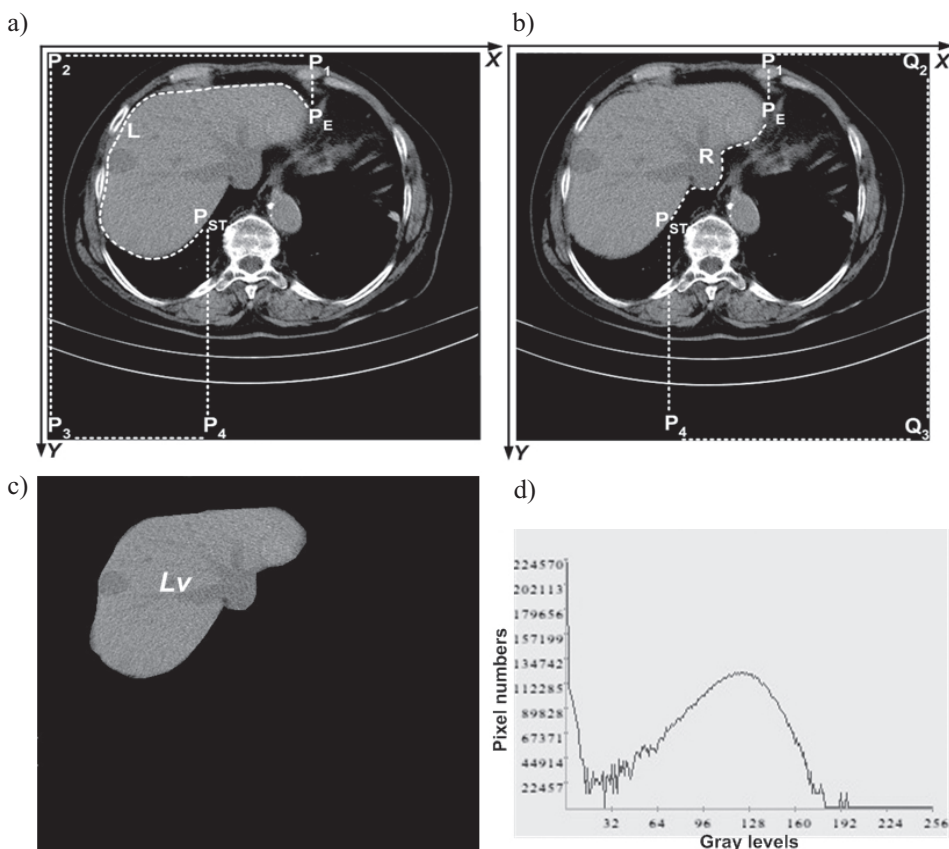 a)
b)
X
X
P2
P1
P1
Q2
L
PE
PE
R
PST
PST
P3
P4
P4
Q3
Y
Y
c)
d)
Lv
224570
202113
179656
157199
134742
112285
89828
67371
44914
22457
Pixel numbers
32 64 96 128 160 192 224 256
Gray levels